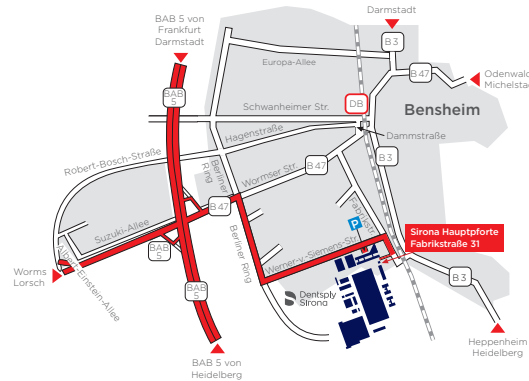 BAB 5 von
Frankfurt
Darmstadt
Darmstadt
B 3
Europa-Allee
B 47
Odenwald
Michelstad
BAB
5
DB
Schwanheimer Str.
Bensheim
Hagenstraße
Dammstraße
Robert-Bosch-Straße
Berliner
Ring
Wormser Str.
B 47
B 3
Suzuki-Allee
B 47
Fabrikstr.
P
Berliner Ring
Sirona Hauptpforte
Fabrikstraße 31
Werner-v.-Siemens-Str.
BAB
5
Albert-Einstein-Allee
Worms
Lorsch
BAB
5
Dentsply
Sirona
B 3
Heppenheim
Heidelberg
BAB 5 von
Heidelberg